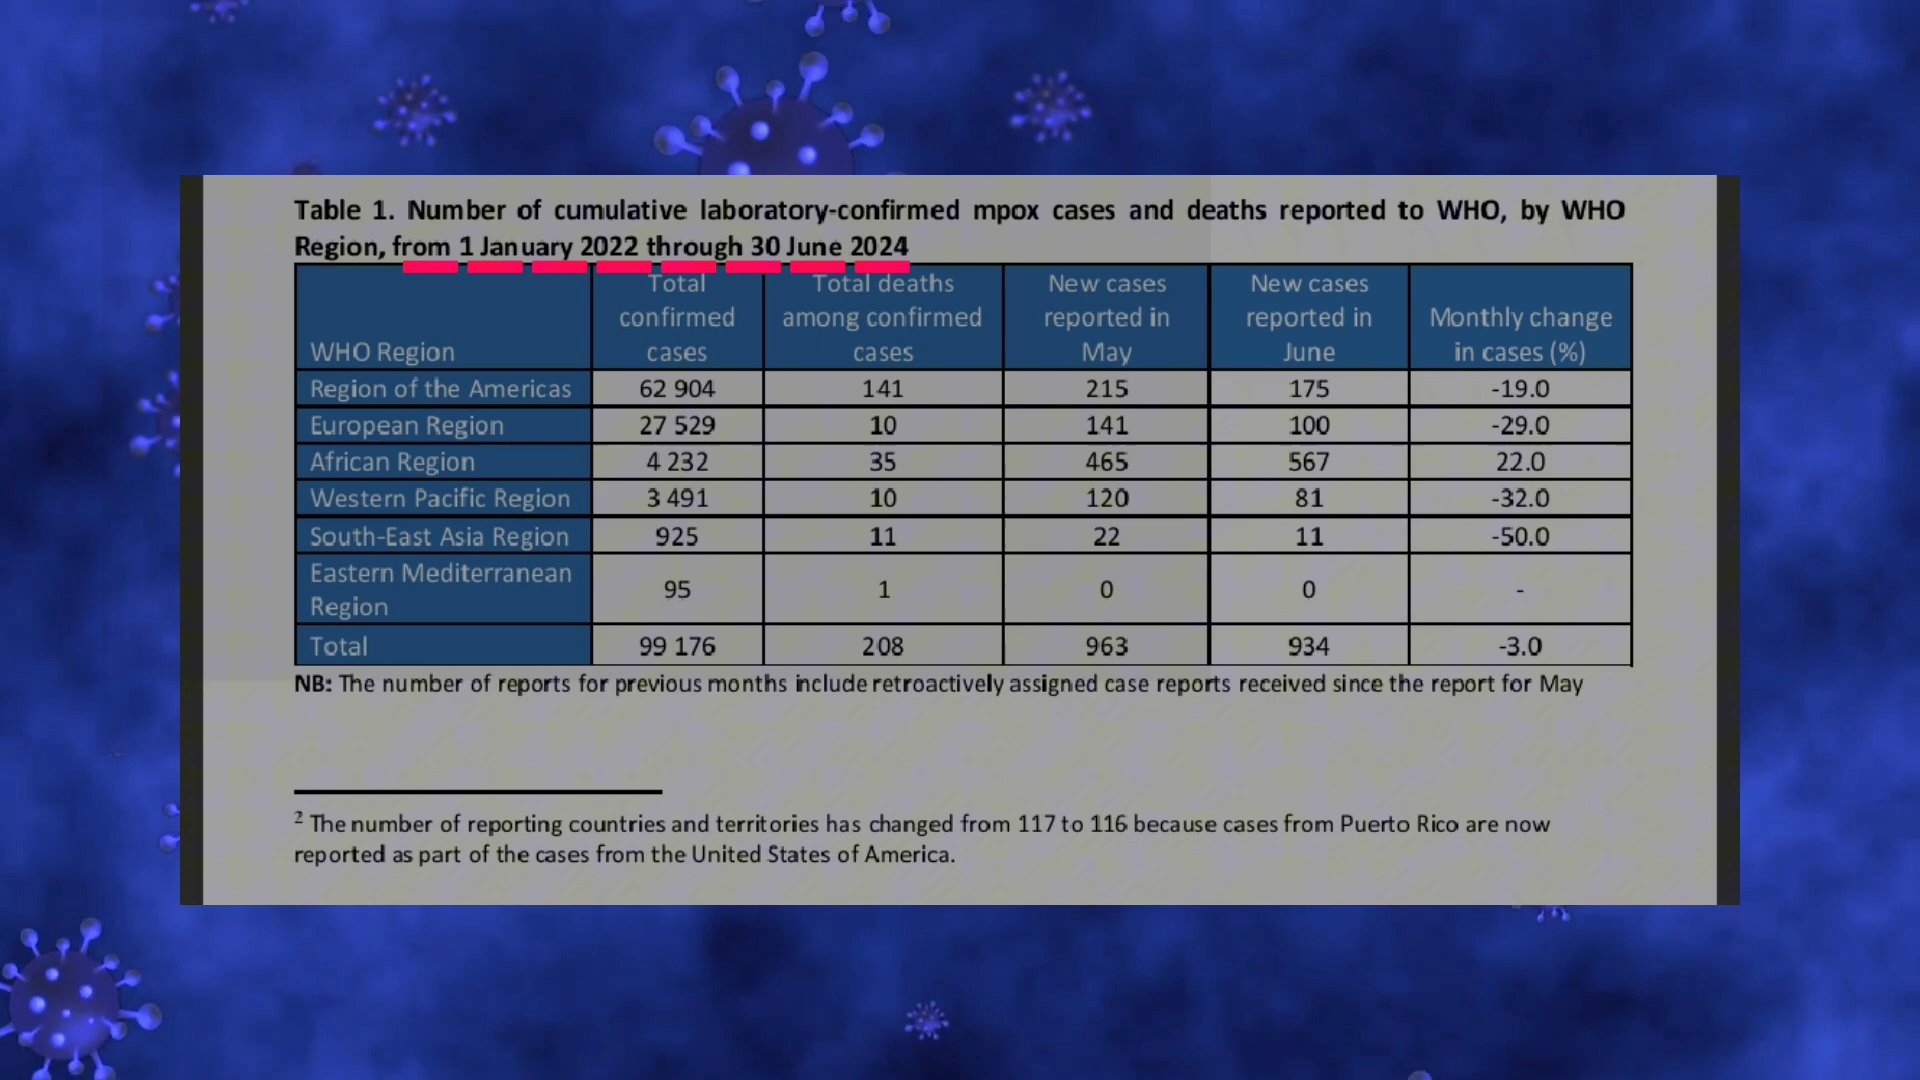 Table 1. Number of cumulative laboratory-confirmed mpox cases and deaths reported to WHO, by WHO
Region, from 1 January 2022 through 30 June 2024
WHO Region Total confirmed cases Total deaths among confirmed cases New cases reported in May New cases reported in June Monthly change in cases (%)
Region of the Americas 62 904 141 215 175 -19.0
European Region 27 529 10 141 100 -29.0
African Region 4 232 35 465 567 22.0
Western Pacific Region 3 491 10 120 81 -32.0
South-East Asia Region 925 11 22 11 -50.0
Eastern Mediterranean Region 95 1 0 0 -
Total 99 176 208 963 934 -3.0
NB: The number of reports for previous months include retroactively assigned case reports received since the report for May
2 The number of reporting countries and territories has changed from 117 to 116 because cases from Puerto Rico are now
reported as part of the cases from the United States of America.